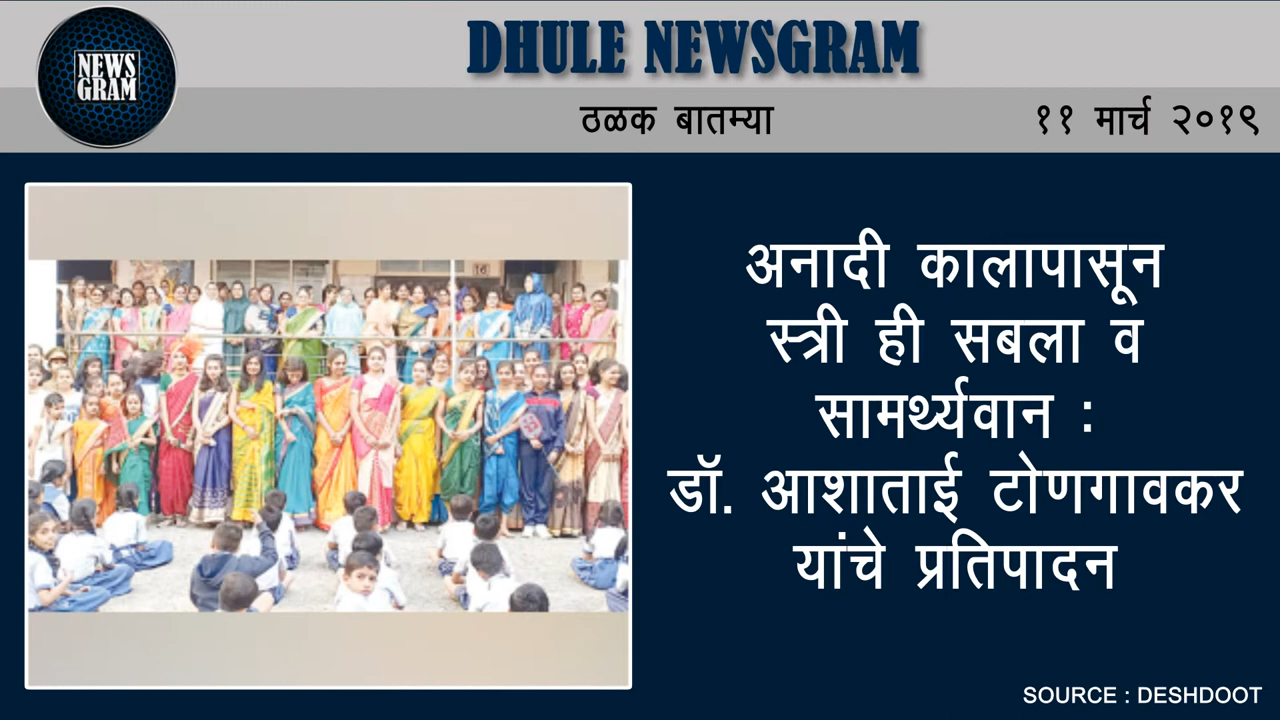 NEWS
GRAM
DHULE NEWSGRAM
ठळक बातम्या
११ मार्च २०१९
16
अनादी कालापासून
स्त्री ही सबला व
सामर्थ्यवान :
डॉ. आशाताई टोणगावकर
यांचे प्रतिपादन
SOURCE : DESHDOOT